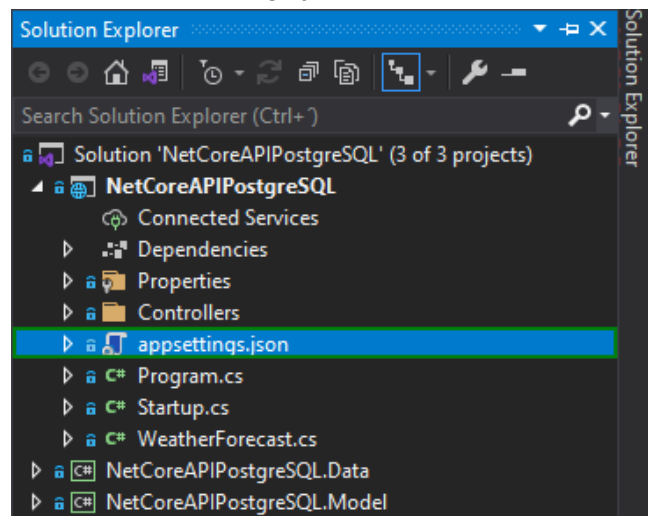 Solution Explorer
Search Solution Explorer (Ctrl+´)
Solution 'NetCoreAPIPostgreSQL' (3 of 3 projects)
NetCoreAPIPostgreSQL
Connected Services
Dependencies
Properties
Controllers
appsettings.json
C# Program.cs
C# Startup.cs
C# WeatherForecast.cs
C# NetCoreAPIPostgreSQL.Data
C# NetCoreAPIPostgreSQL.Model
Solution Explorer